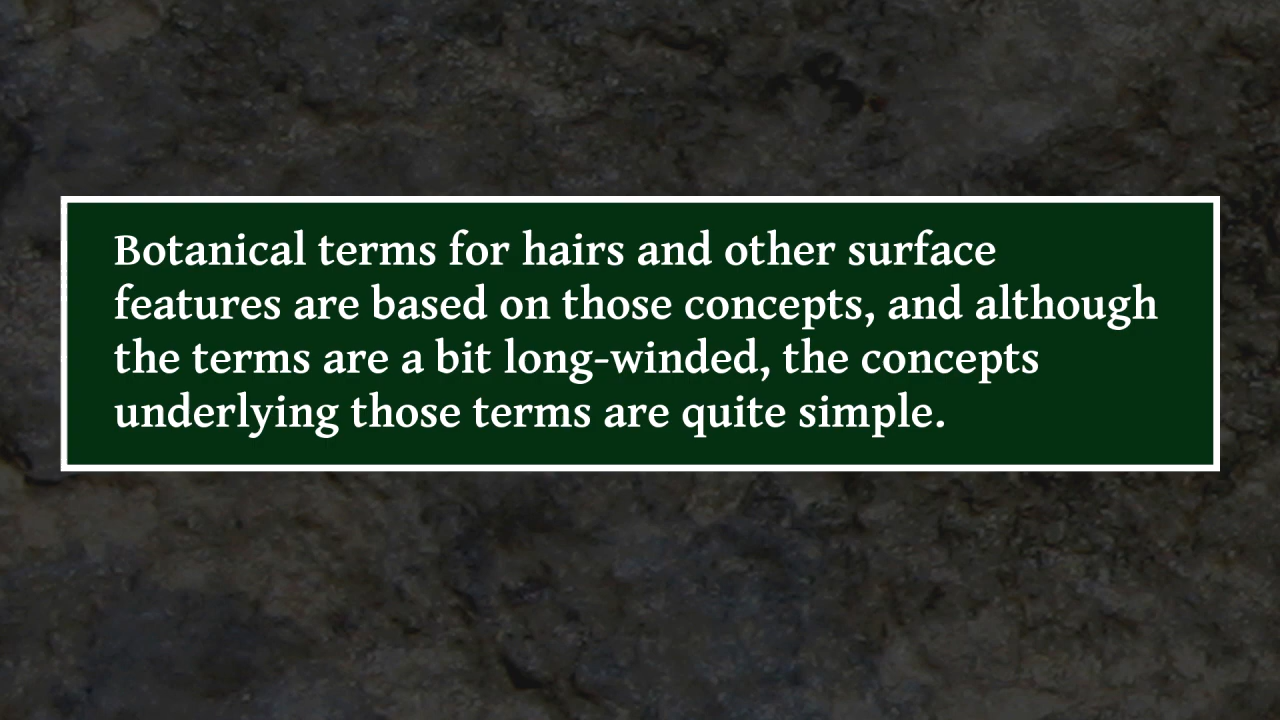 Botanical terms for hairs and other surface
features are based on those concepts, and although
the terms are a bit long-winded, the concepts
underlying those terms are quite simple.